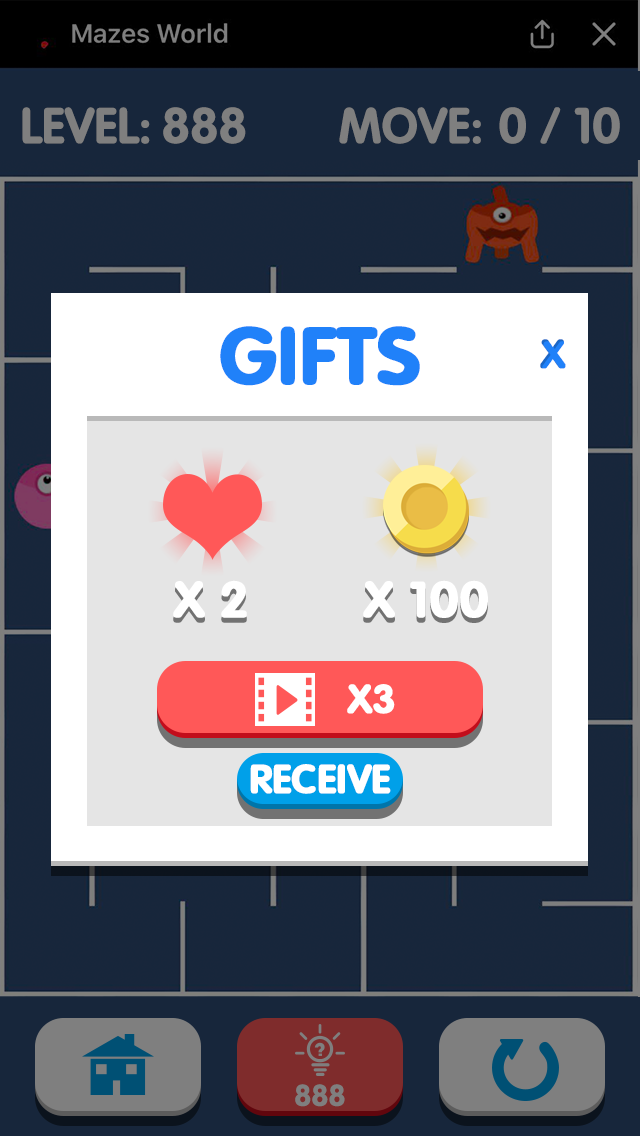 Mazes World
LEVEL: 888 MOVE: 0 / 10
GIFTS X
X 2 X 100
X3
RECEIVE
?
888